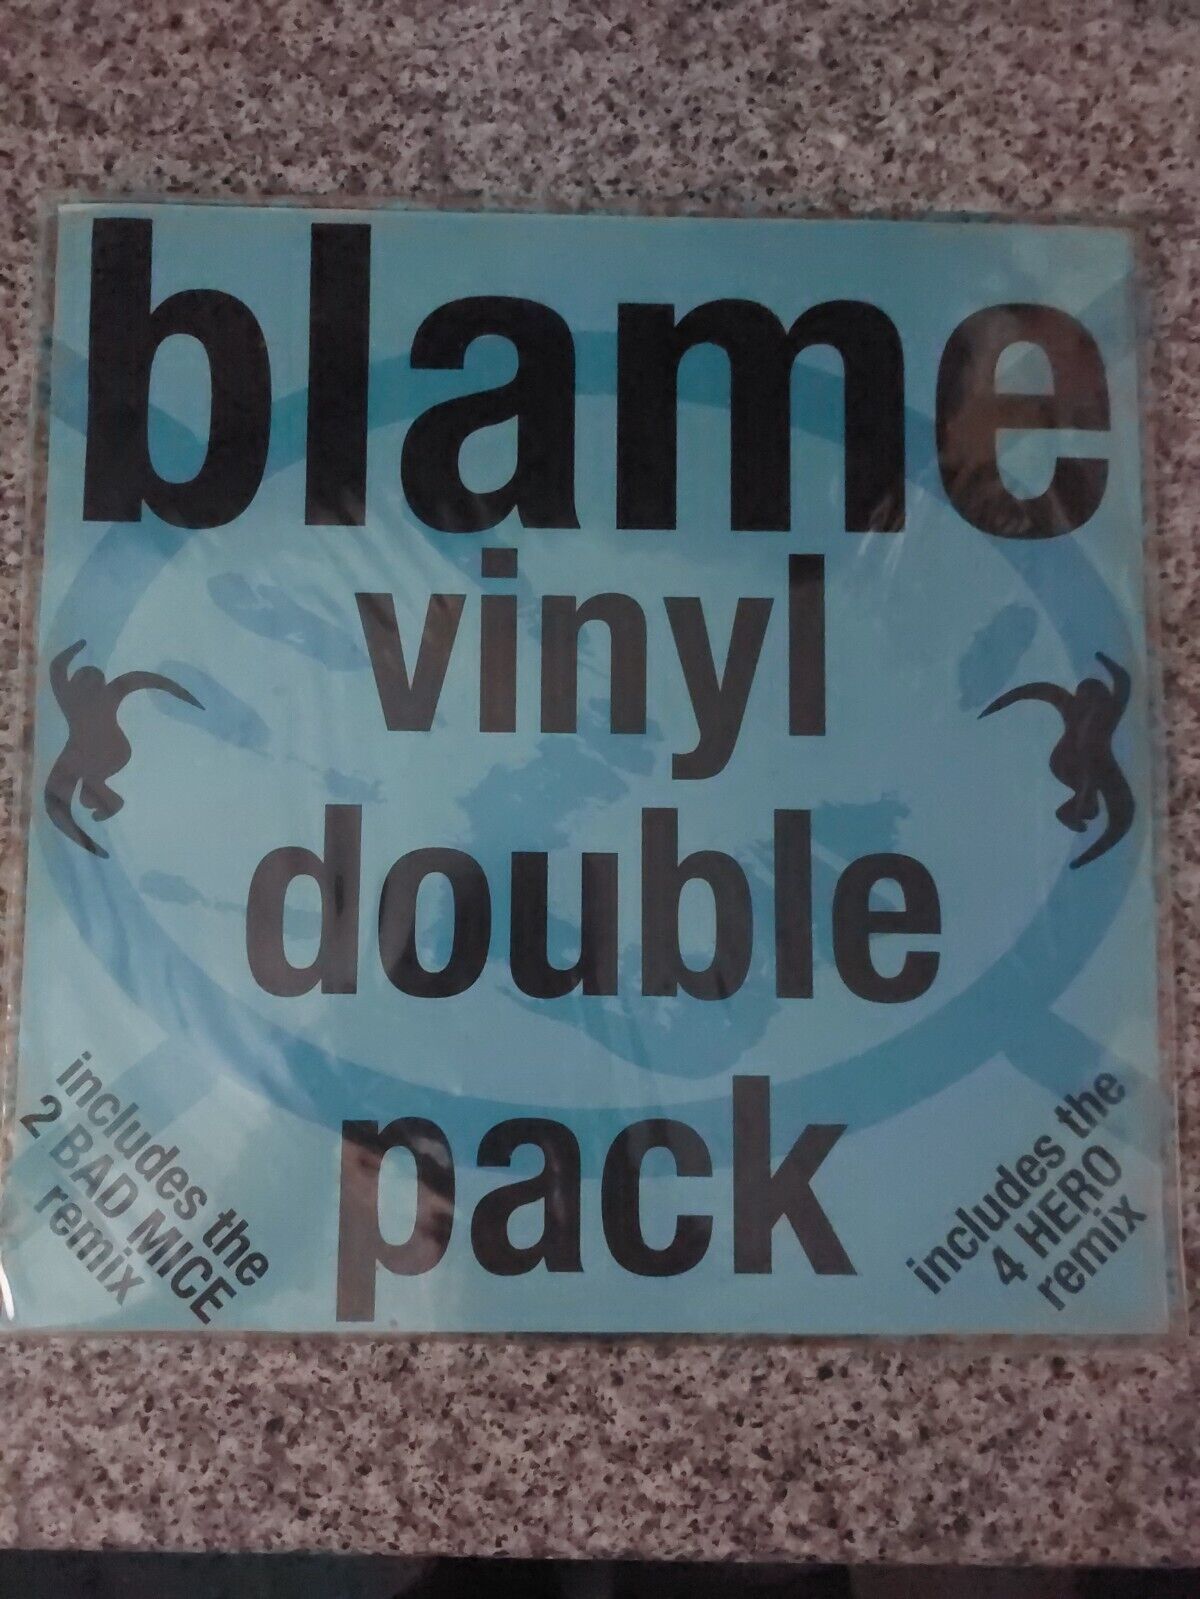 blame
vinyl
double
pack
includes the
2 BAD MICE
remix
includes the
4 HERO
remix